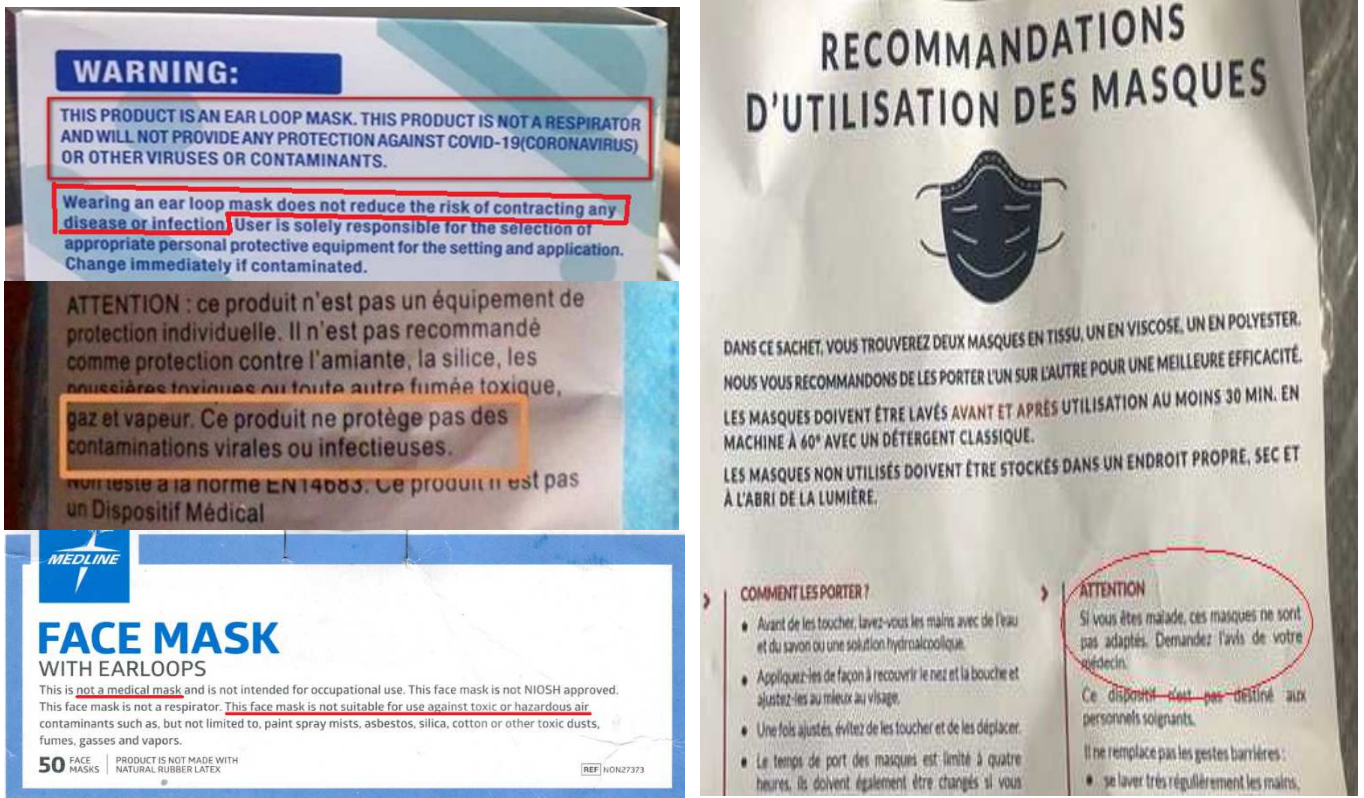 WARNING:
THIS PRODUCT IS AN EAR LOOP MASK. THIS PRODUCT IS NOT A RESPIRATOR
AND WILL NOT PROVIDE ANY PROTECTION AGAINST COVID-19(CORONAVIRUS)
OR OTHER VIRUSES OR CONTAMINANTS.
Wearing an ear loop mask does not reduce the risk of contracting any
disease or infection. User is solely responsible for the selection of
appropriate personal protective equipment for the setting and application.
Change immediately if contaminated.
ATTENTION : ce produit n'est pas un équipement de
protection individuelle. Il n'est pas recommandé
comme protection contre l'amiante, la silice, les
poussières toxiques ou toute autre fumée toxique,
gaz et vapeur. Ce produit ne protège pas des
contaminations virales ou infectieuses.
Non testé à la norme EN14683. Ce produit n'est pas
un Dispositif Médical
MEDLINE
FACE MASK
WITH EARLOOPS
This is not a medical mask and is not intended for occupational use. This face mask is not NIOSH approved.
This face mask is not a respirator. This face mask is not suitable for use against toxic or hazardous air
contaminants such as, but not limited to, paint spray mists, asbestos, silica, cotton or other toxic dusts,
fumes, gasses and vapors.
50 FACE MASKS
PRODUCT IS NOT MADE WITH
NATURAL RUBBER LATEX
REF NON27373
RECOMMANDATIONS
D'UTILISATION DES MASQUES
DANS CE SACHET, VOUS TROUVEREZ DEUX MASQUES EN TISSU, UN EN VISCOSE, UN EN POLYESTER.
NOUS VOUS RECOMMANDONS DE LES PORTER L'UN SUR L'AUTRE POUR UNE MEILLEURE EFFICACITÉ.
LES MASQUES DOIVENT ÊTRE LAVÉS AVANT ET APRÉS UTILISATION AU MOINS 30 MIN. EN
MACHINE À 60° AVEC UN DÉTERGENT CLASSIQUE.
LES MASQUES NON UTILISÉS DOIVENT ÊTRE STOCKÉS DANS UN ENDROIT PROPRE, SEC ET
À L'ABRI DE LA LUMIÈRE.
COMMENT LES PORTER ?
• Avant de les toucher, lavez-vous les mains avec de l'eau
et du savon ou une solution hydroalcoolique.
• Appliquez-les de façon à recouvrir le nez et la bouche et
ajustez-les au mieux au visage.
• Une fois ajustés, évitez de les toucher et de les déplacer.
• Le temps de port des masques est limité à quatre
heures, ils doivent également être changés si vous
ATTENTION
Si vous êtes malade, ces masques ne sont
pas adaptés. Demandez l'avis de votre
médecin.
Ce dispositif n'est pas destiné aux
personnels soignants.
Il ne remplace pas les gestes barrières :
• se laver très régulièrement les mains,